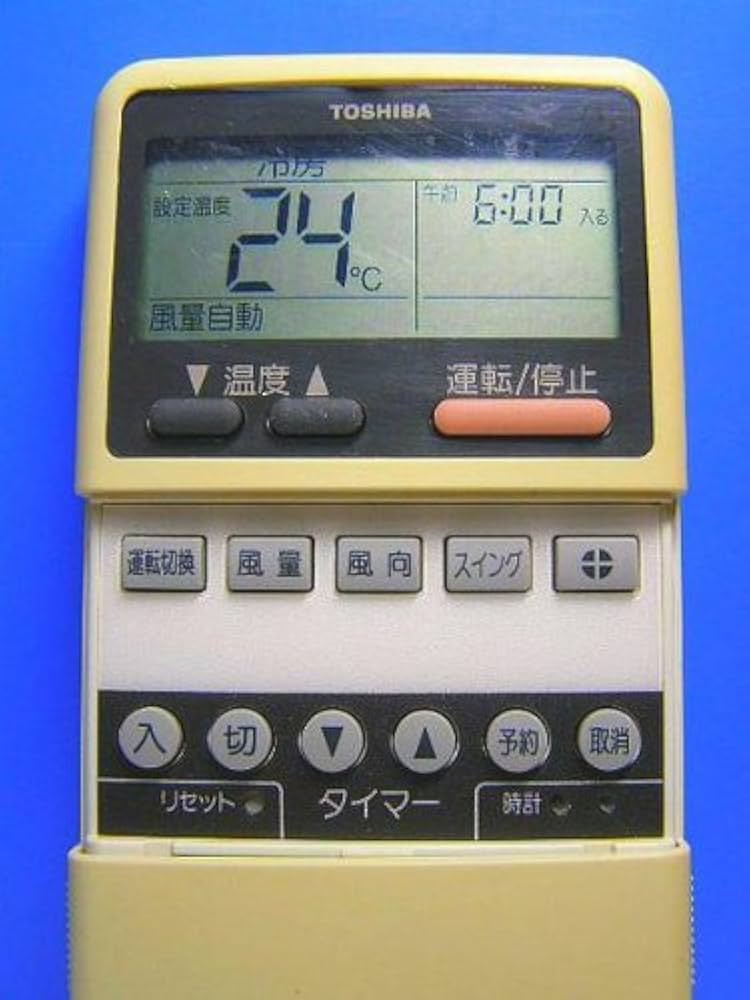 TOSHIBA
冷房
設定温度 24℃
午前 6:00 入る
風量自動
▼ 温度 ▲
運転/停止
運転切換 風量 風向 スイング
入 切 ▼ ▲ 予約 取消
リセット タイマー 時計